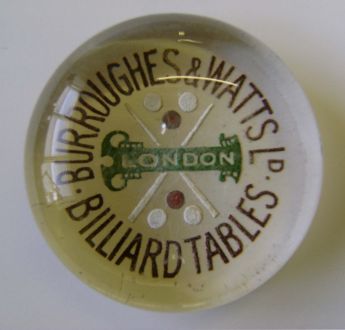 BURROUGHES & WATTS LD.
LONDON
BILLIARD TABLES